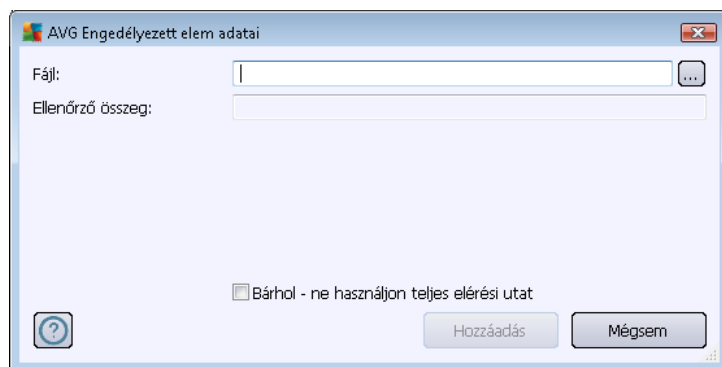 AVG Engedélyezett elem adatai
Fájl:
...
Ellenőrző összeg:
Bárhol - ne használjon teljes elérési utat
?
Hozzáadás
Mégsem